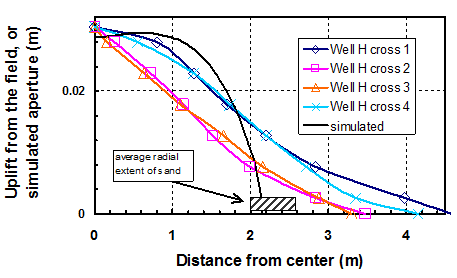 Uplift from the field, or
simulated aperture (m)
0.02
0
Well H cross 1
Well H cross 2
Well H cross 3
Well H cross 4
simulated
average radial
extent of sand
0 1 2 3 4
Distance from center (m)